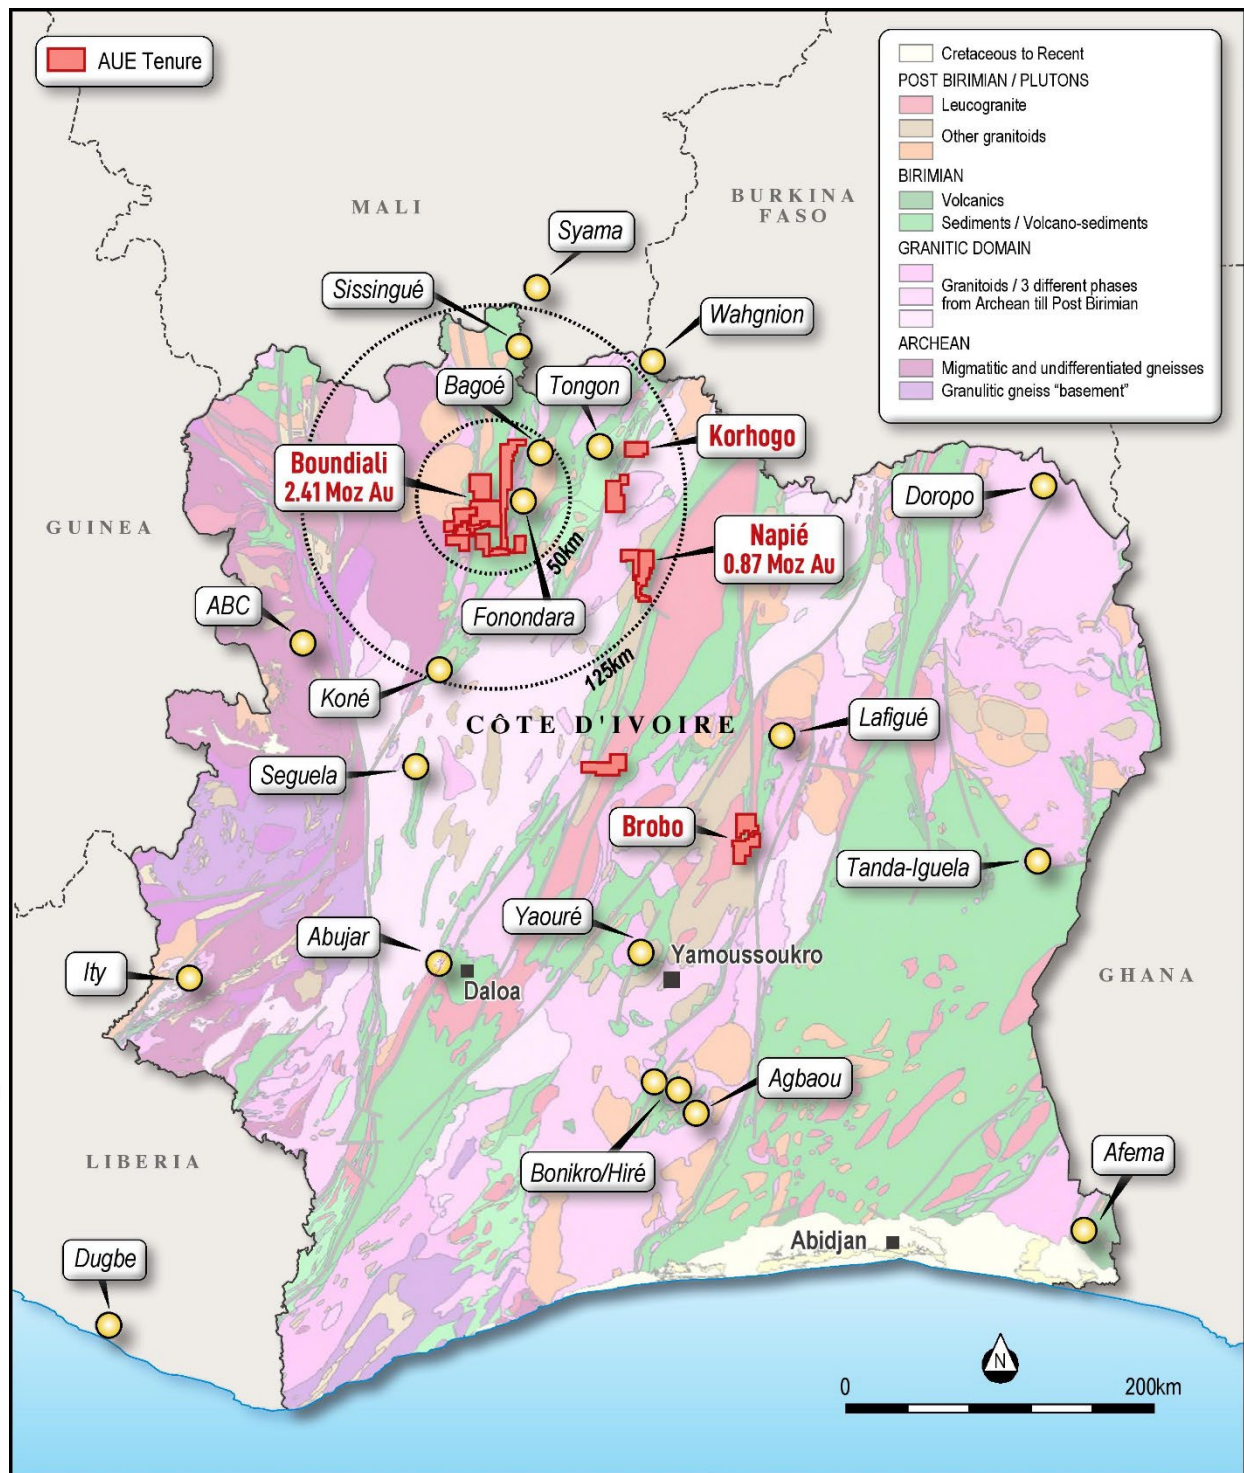 AUE Tenure
Cretaceous to Recent
POST BIRIMIAN / PLUTONS
Leucogranite
Other granitoids
BIRIMIAN
Volcanics
Sediments / Volcano-sediments
GRANITIC DOMAIN
Granitoids / 3 different phases
from Archean till Post Birimian
ARCHEAN
Migmatitic and undifferentiated gneisses
Granulitic gneiss “basement”
MALI
BURKINA
FASO
Syama
Sissingué
Wahgnion
Bagoé
Tongon
Korhogo
Boundiali
2.41 Moz Au
Doropo
GUINEA
Napié
0.87 Moz Au
50km
ABC
Fonondara
125km
Koné
CÔTE D'IVOIRE
Lafigué
Seguela
Brobo
Tanda-Iguela
Yaouré
Abujar
Yamoussoukro
Ity
Daloa
GHANA
Agbaou
LIBERIA
Bonikro/Hiré
Afema
Abidjan
Dugbe
N
0
200km